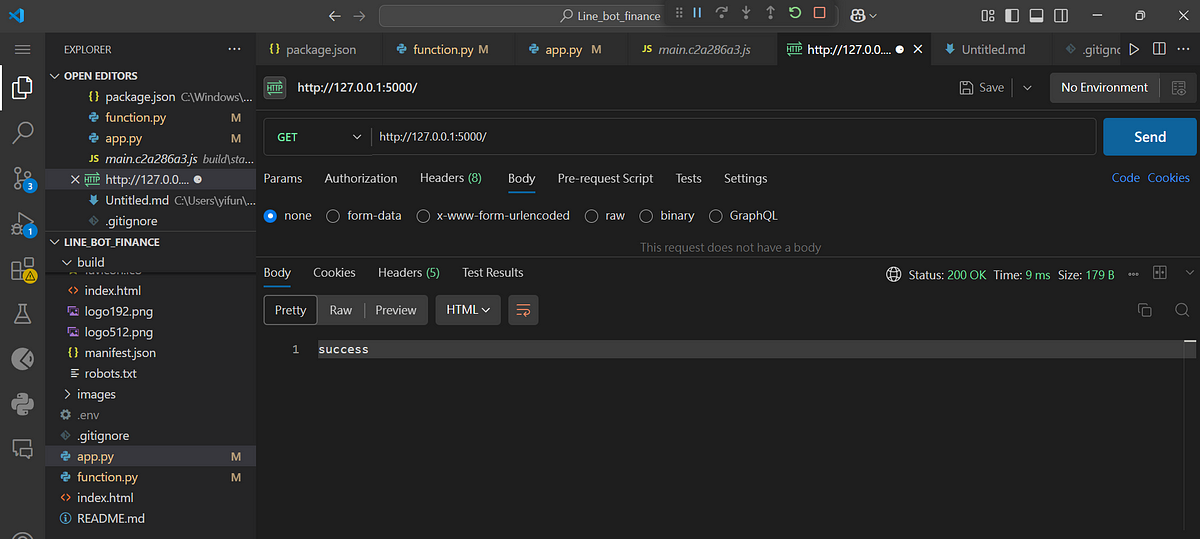 Line_bot_finance
EXPLORER
OPEN EDITORS
package.json C:\Windows\...
function.py M
app.py M
JS main.c2a286a3.js build\sta...
HTTP http://127.0.0....
Untitled.md C:\Users\yifun\...
.gitignore
LINE_BOT_FINANCE
build
index.html
logo192.png
logo512.png
manifest.json
robots.txt
images
.env
.gitignore
app.py M
function.py M
index.html
README.md
3
1
package.json
function.py M
app.py M
JS main.c2a286a3.js
HTTP http://127.0.0....
Untitled.md
.gitignc
HTTP http://127.0.0.1:5000/
Save
No Environment
GET http://127.0.0.1:5000/
Send
Params Authorization Headers (8) Body Pre-request Script Tests Settings
Code Cookies
none form-data x-www-form-urlencoded raw binary GraphQL
This request does not have a body
Body Cookies Headers (5) Test Results
Status: 200 OK Time: 9 ms Size: 179 B
Pretty Raw Preview HTML
1 success